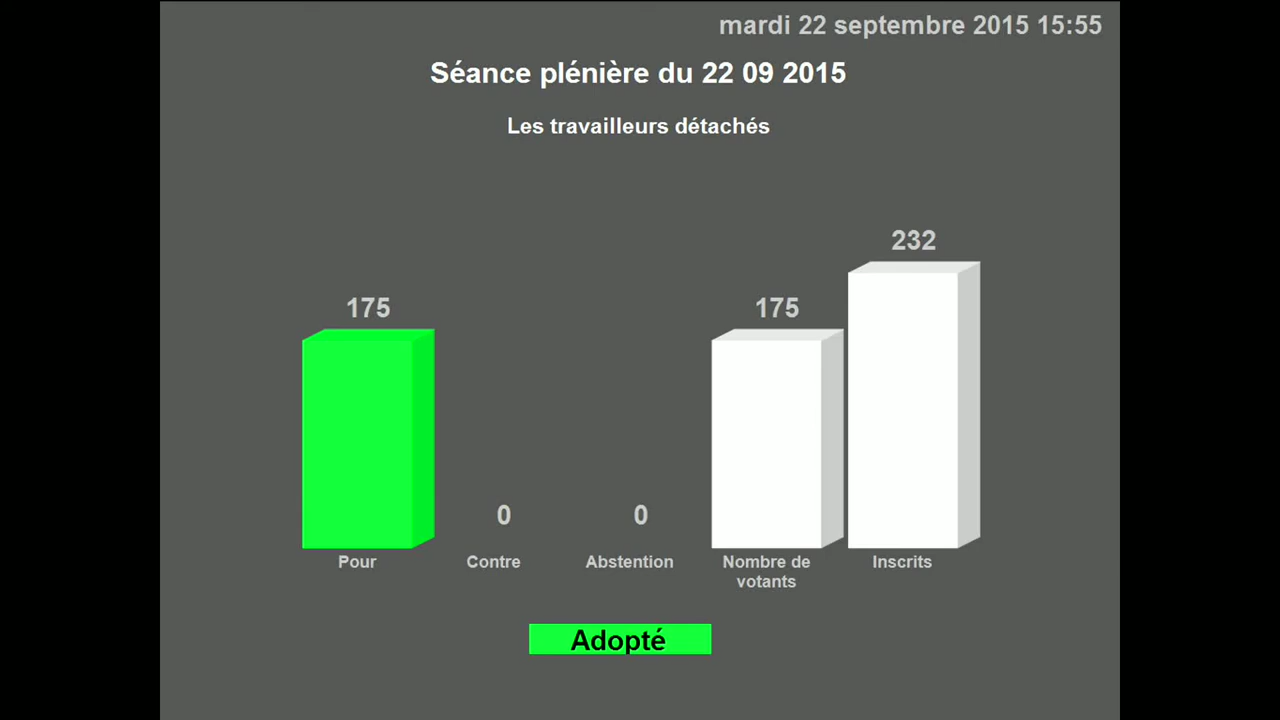 mardi 22 septembre 2015 15:55
Séance plénière du 22 09 2015
Les travailleurs détachés
232
175
175
0
0
Pour
Contre
Abstention
Nombre de
votants
Inscrits
Adopté